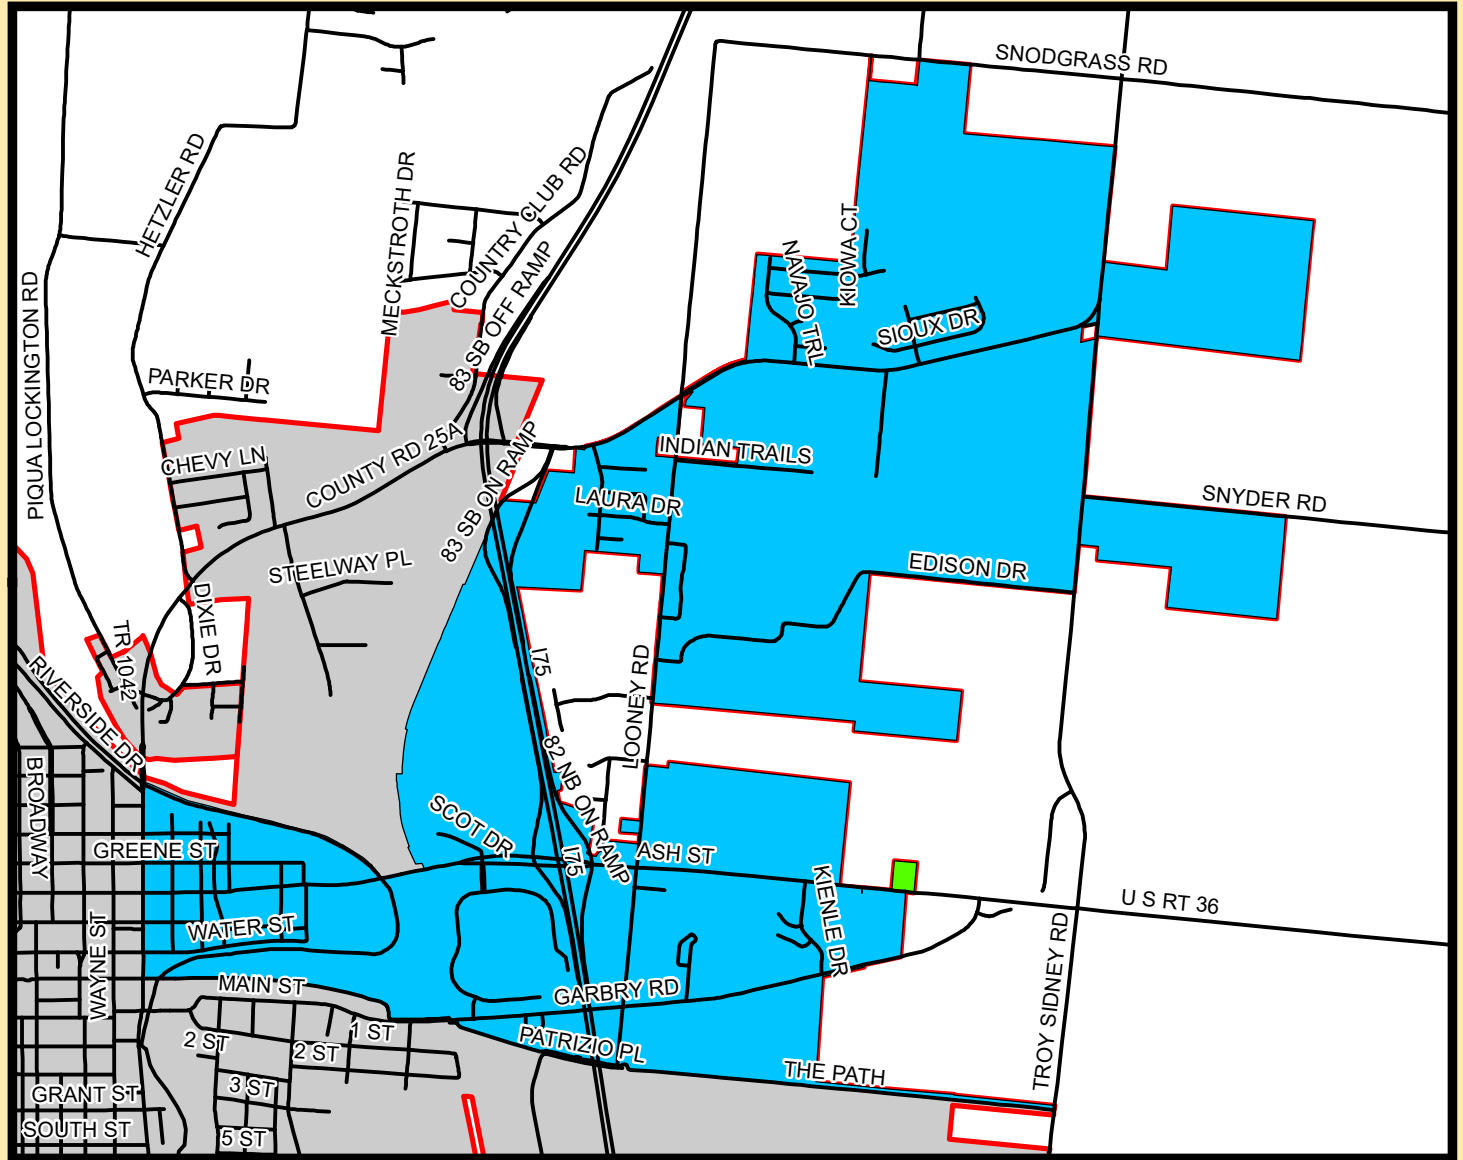 SNODGRASS RD
HETZLER RD
MECKSTROTH DR
COUNTRY CLUB RD
KIOWA CT
NAVAJO TRL
83 SB OFF RAMP
PIQUA LOCKINGTON RD
SIOUX DR
PARKER DR
COUNTY RD 25A
INDIAN TRAILS
CHEVY LN
83 SB ON RAMP
LAURA DR
SNYDER RD
STEELWAY PL
EDISON DR
DIXIE DR
TR 1042
I75
LOONEY RD
RIVERSIDE DR
82 NB ON RAMP
BROADWAY
SCOT DR
GREENE ST
I75
ASH ST
KIENLE DR
U S RT 36
WATER ST
WAYNE ST
TROY SIDNEY RD
MAIN ST
GARBRY RD
1 ST
2 ST
2 ST
PATRIZIO PL
THE PATH
3 ST
GRANT ST
SOUTH ST
5 ST